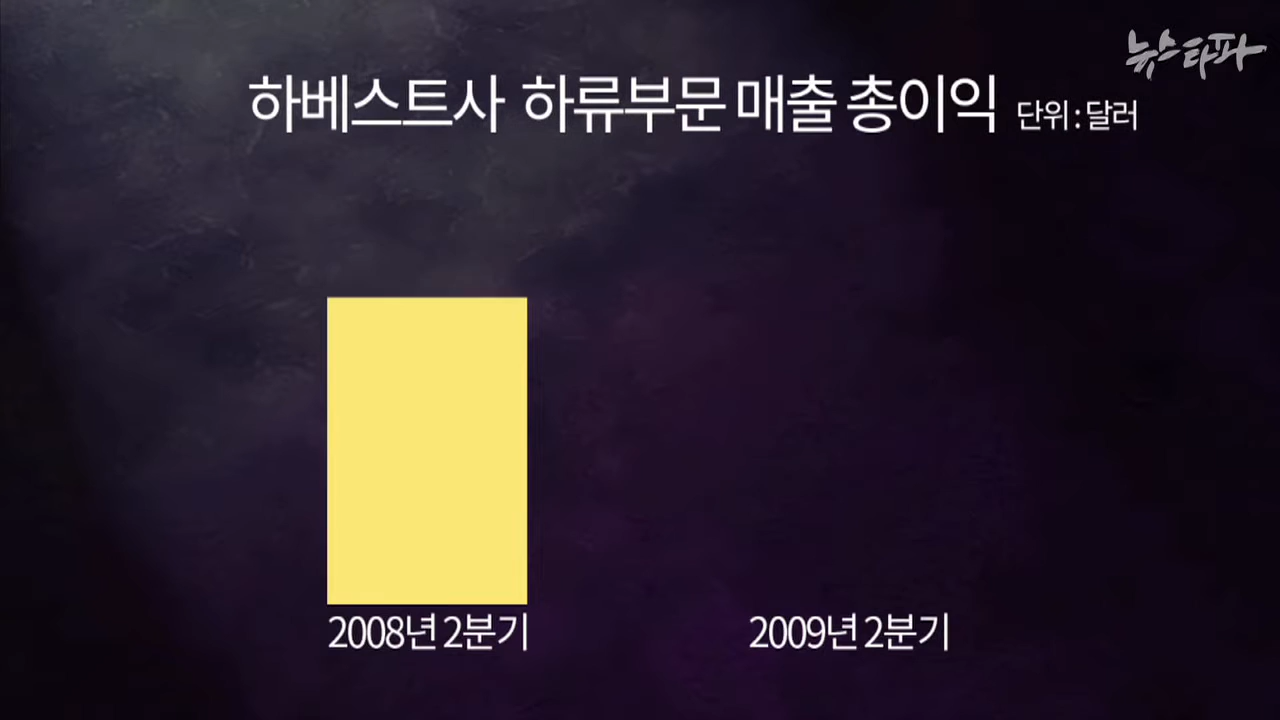 뉴스타파
하베스트사 하류부문 매출 총이익 단위 : 달러
2008년 2분기
2009년 2분기